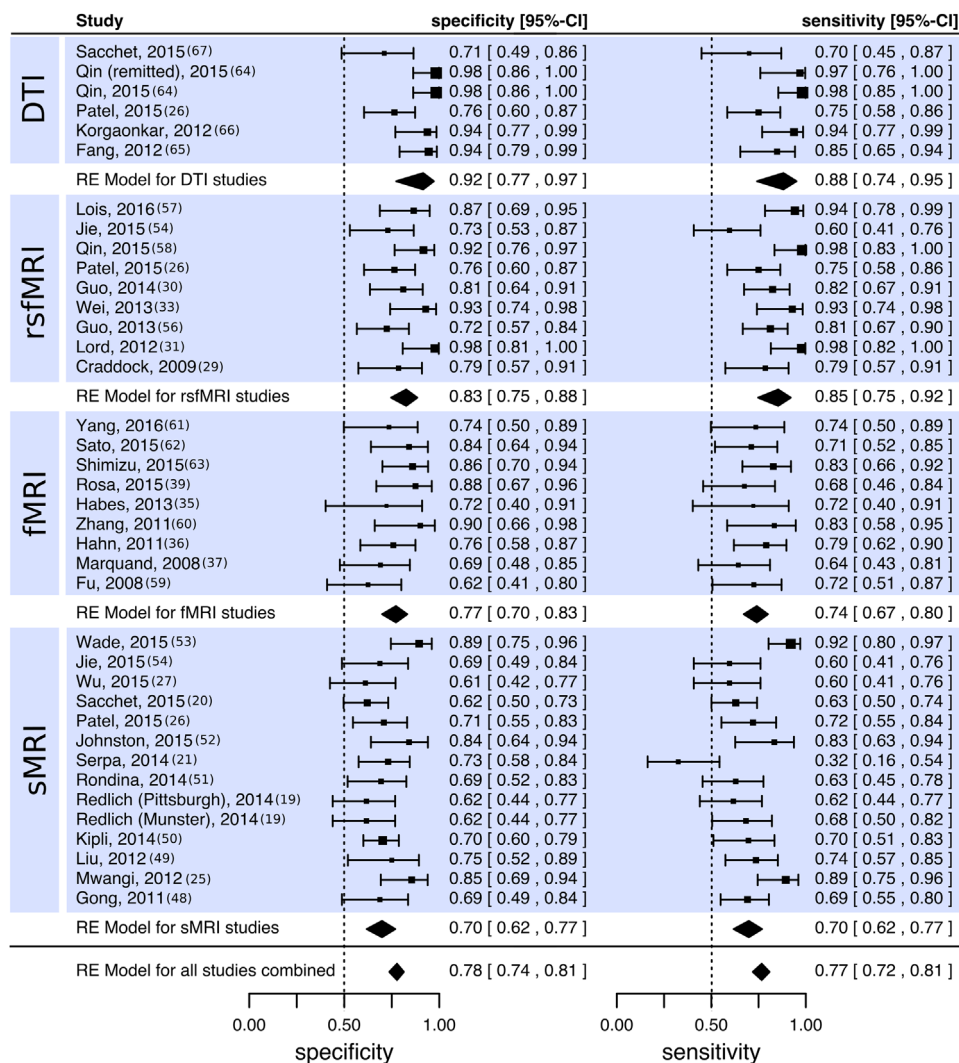 Study specificity [95%-CI] sensitivity [95%-CI]
DTI
Sacchet, 2015 (67) 0.71 [ 0.49 , 0.86 ] 0.70 [ 0.45 , 0.87 ]
Qin (remitted), 2015 (64) 0.98 [ 0.86 , 1.00 ] 0.97 [ 0.76 , 1.00 ]
Qin, 2015 (64) 0.98 [ 0.86 , 1.00 ] 0.98 [ 0.85 , 1.00 ]
Patel, 2015 (26) 0.76 [ 0.60 , 0.87 ] 0.75 [ 0.58 , 0.86 ]
Korgaonkar, 2012 (66) 0.94 [ 0.77 , 0.99 ] 0.94 [ 0.77 , 0.99 ]
Fang, 2012 (65) 0.94 [ 0.79 , 0.99 ] 0.85 [ 0.65 , 0.94 ]
RE Model for DTI studies 0.92 [ 0.77 , 0.97 ] 0.88 [ 0.74 , 0.95 ]
rsfMRI
Lois, 2016 (57) 0.87 [ 0.69 , 0.95 ] 0.94 [ 0.78 , 0.99 ]
Jie, 2015 (54) 0.73 [ 0.53 , 0.87 ] 0.60 [ 0.41 , 0.76 ]
Qin, 2015 (58) 0.92 [ 0.76 , 0.97 ] 0.98 [ 0.83 , 1.00 ]
Patel, 2015 (26) 0.76 [ 0.60 , 0.87 ] 0.75 [ 0.58 , 0.86 ]
Guo, 2014 (30) 0.81 [ 0.64 , 0.91 ] 0.82 [ 0.67 , 0.91 ]
Wei, 2013 (33) 0.93 [ 0.74 , 0.98 ] 0.93 [ 0.74 , 0.98 ]
Guo, 2013 (56) 0.72 [ 0.57 , 0.84 ] 0.81 [ 0.67 , 0.90 ]
Lord, 2012 (31) 0.98 [ 0.81 , 1.00 ] 0.98 [ 0.82 , 1.00 ]
Craddock, 2009 (29) 0.79 [ 0.57 , 0.91 ] 0.79 [ 0.57 , 0.91 ]
RE Model for rsfMRI studies 0.83 [ 0.75 , 0.88 ] 0.85 [ 0.75 , 0.92 ]
fMRI
Yang, 2016 (61) 0.74 [ 0.50 , 0.89 ] 0.74 [ 0.50 , 0.89 ]
Sato, 2015 (62) 0.84 [ 0.64 , 0.94 ] 0.71 [ 0.52 , 0.85 ]
Shimizu, 2015 (63) 0.86 [ 0.70 , 0.94 ] 0.83 [ 0.66 , 0.92 ]
Rosa, 2015 (39) 0.88 [ 0.67 , 0.96 ] 0.68 [ 0.46 , 0.84 ]
Habes, 2013 (35) 0.72 [ 0.40 , 0.91 ] 0.72 [ 0.40 , 0.91 ]
Zhang, 2011 (60) 0.90 [ 0.66 , 0.98 ] 0.83 [ 0.58 , 0.95 ]
Hahn, 2011 (36) 0.76 [ 0.58 , 0.87 ] 0.79 [ 0.62 , 0.90 ]
Marquand, 2008 (37) 0.69 [ 0.48 , 0.85 ] 0.64 [ 0.43 , 0.81 ]
Fu, 2008 (59) 0.62 [ 0.41 , 0.80 ] 0.72 [ 0.51 , 0.87 ]
RE Model for fMRI studies 0.77 [ 0.70 , 0.83 ] 0.74 [ 0.67 , 0.80 ]
sMRI
Wade, 2015 (53) 0.89 [ 0.75 , 0.96 ] 0.92 [ 0.80 , 0.97 ]
Jie, 2015 (54) 0.69 [ 0.49 , 0.84 ] 0.60 [ 0.41 , 0.76 ]
Wu, 2015 (27) 0.61 [ 0.42 , 0.77 ] 0.60 [ 0.41 , 0.76 ]
Sacchet, 2015 (20) 0.62 [ 0.50 , 0.73 ] 0.63 [ 0.50 , 0.74 ]
Patel, 2015 (26) 0.71 [ 0.55 , 0.83 ] 0.72 [ 0.55 , 0.84 ]
Johnston, 2015 (52) 0.84 [ 0.64 , 0.94 ] 0.83 [ 0.63 , 0.94 ]
Serpa, 2014 (21) 0.73 [ 0.58 , 0.84 ] 0.32 [ 0.16 , 0.54 ]
Rondina, 2014 (51) 0.69 [ 0.52 , 0.83 ] 0.63 [ 0.45 , 0.78 ]
Redlich (Pittsburgh), 2014 (19) 0.62 [ 0.44 , 0.77 ] 0.62 [ 0.44 , 0.77 ]
Redlich (Munster), 2014 (19) 0.62 [ 0.44 , 0.77 ] 0.68 [ 0.50 , 0.82 ]
Kipli, 2014 (50) 0.70 [ 0.60 , 0.79 ] 0.70 [ 0.51 , 0.83 ]
Liu, 2012 (49) 0.75 [ 0.52 , 0.89 ] 0.74 [ 0.57 , 0.85 ]
Mwangi, 2012 (25) 0.85 [ 0.69 , 0.94 ] 0.89 [ 0.75 , 0.96 ]
Gong, 2011 (48) 0.69 [ 0.49 , 0.84 ] 0.69 [ 0.55 , 0.80 ]
RE Model for sMRI studies 0.70 [ 0.62 , 0.77 ] 0.70 [ 0.62 , 0.77 ]
RE Model for all studies combined 0.78 [ 0.74 , 0.81 ] 0.77 [ 0.72 , 0.81 ]
0.00 0.50 1.00 0.00 0.50 1.00
specificity sensitivity